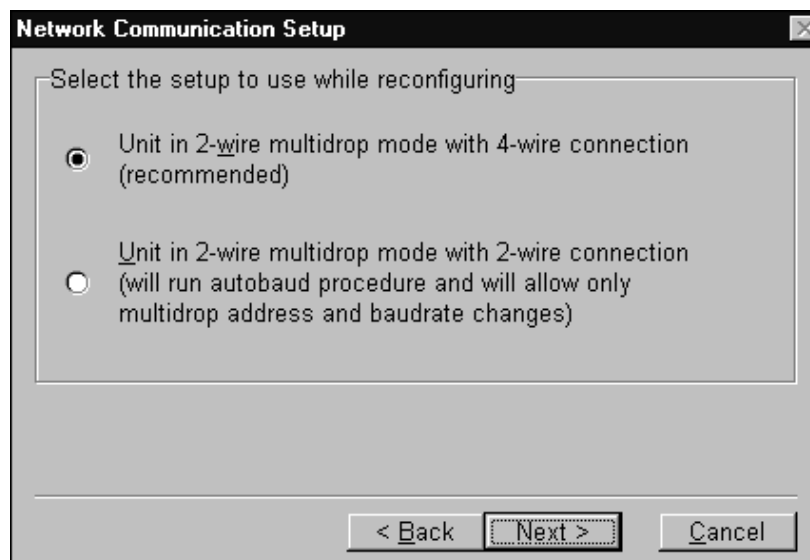 Network Communication Setup
Select the setup to use while reconfiguring
Unit in 2-wire multidrop mode with 4-wire connection
(recommended)
Unit in 2-wire multidrop mode with 2-wire connection
(will run autobaud procedure and will allow only
multidrop address and baudrate changes)
< Back
Next >
Cancel